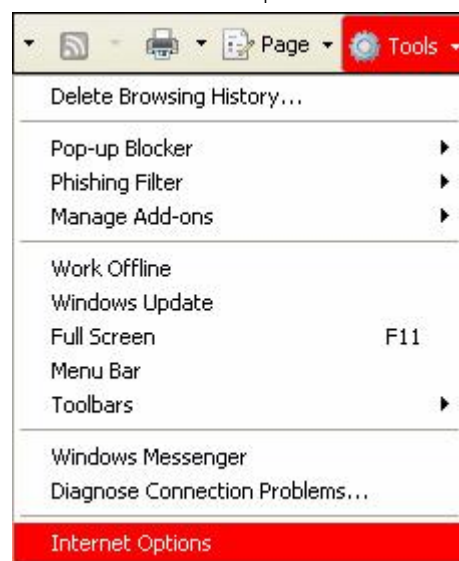 Page Tools
Delete Browsing History...
Pop-up Blocker
Phishing Filter
Manage Add-ons
Work Offline
Windows Update
Full Screen F11
Menu Bar
Toolbars
Windows Messenger
Diagnose Connection Problems...
Internet Options